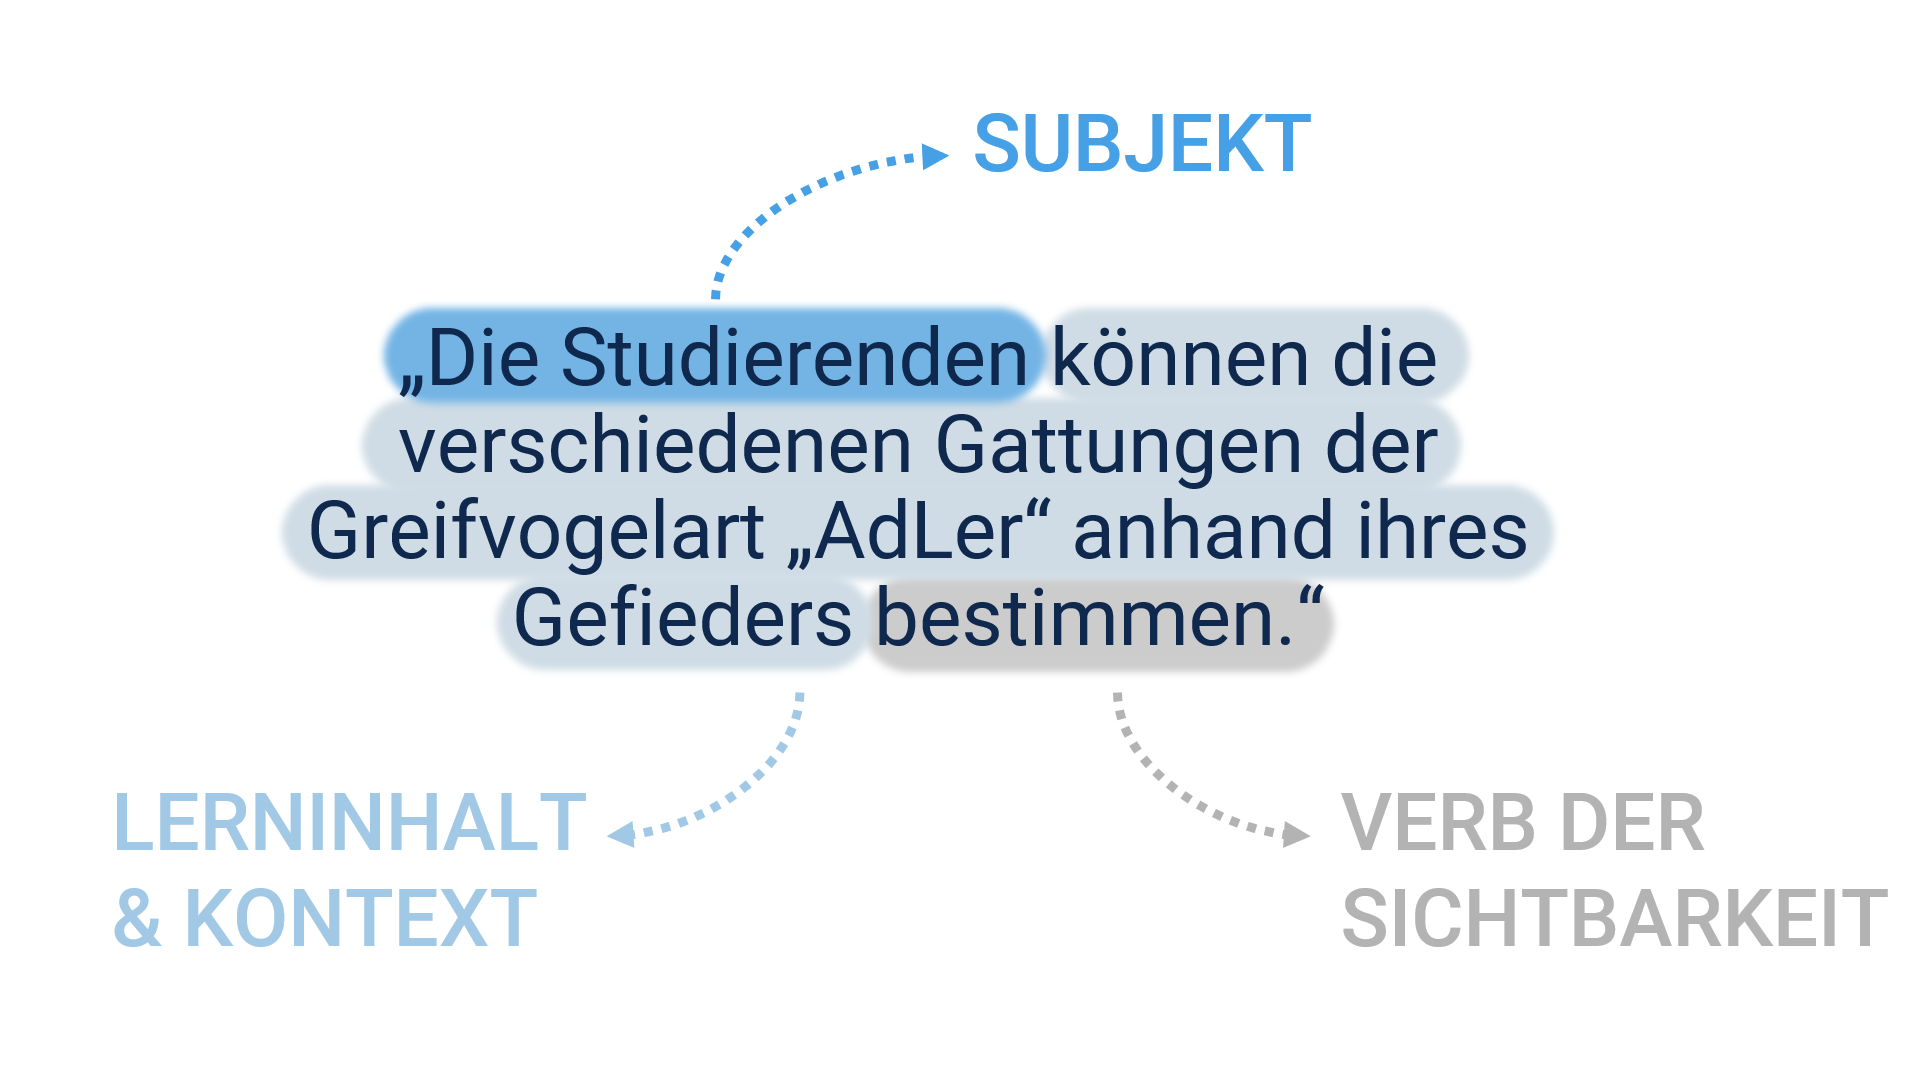 SUBJEKT
„Die Studierenden können die
verschiedenen Gattungen der
Greifvogelart „AdLer“ anhand ihres
Gefieders bestimmen.“
LERNINHALT
& KONTEXT
VERB DER
SICHTBARKEIT